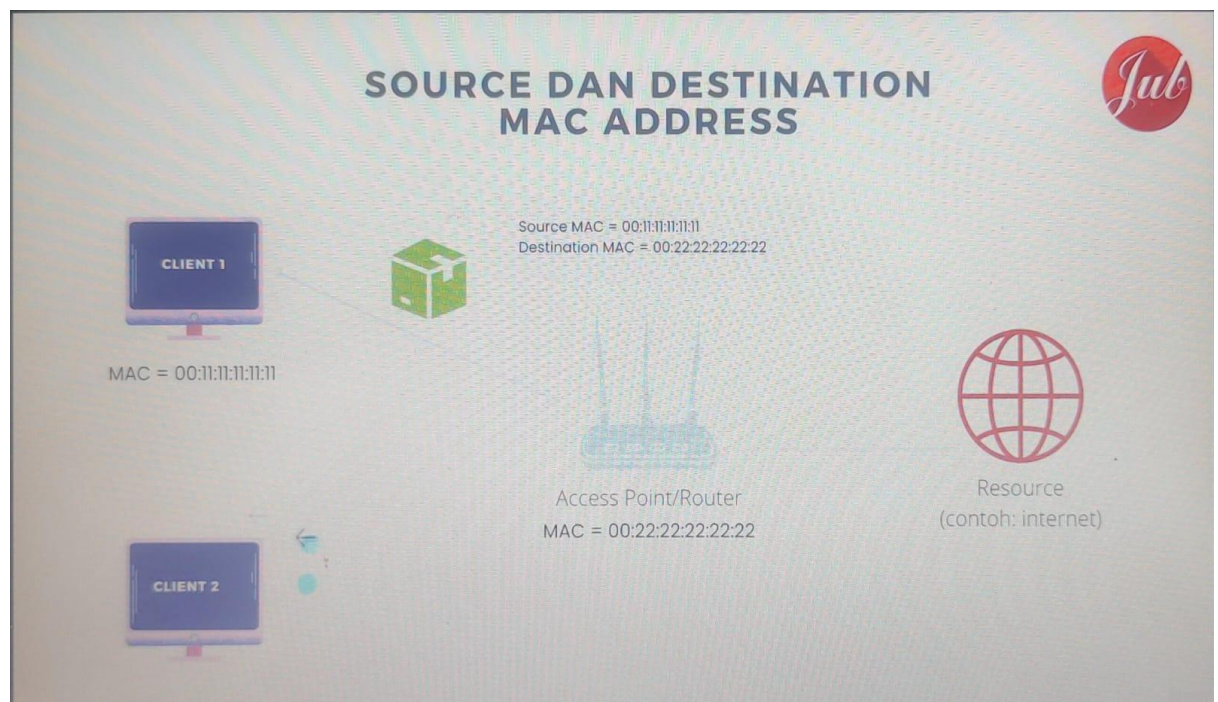 SOURCE DAN DESTINATION
MAC ADDRESS
Jub
Source MAC = 00:11:11:11:11:11
Destination MAC = 00:22:22:22:22:22
CLIENT 1
MAC = 00:11:11:11:11:11
Access Point/Router
MAC = 00:22:22:22:22:22
Resource
(contoh: internet)
CLIENT 2